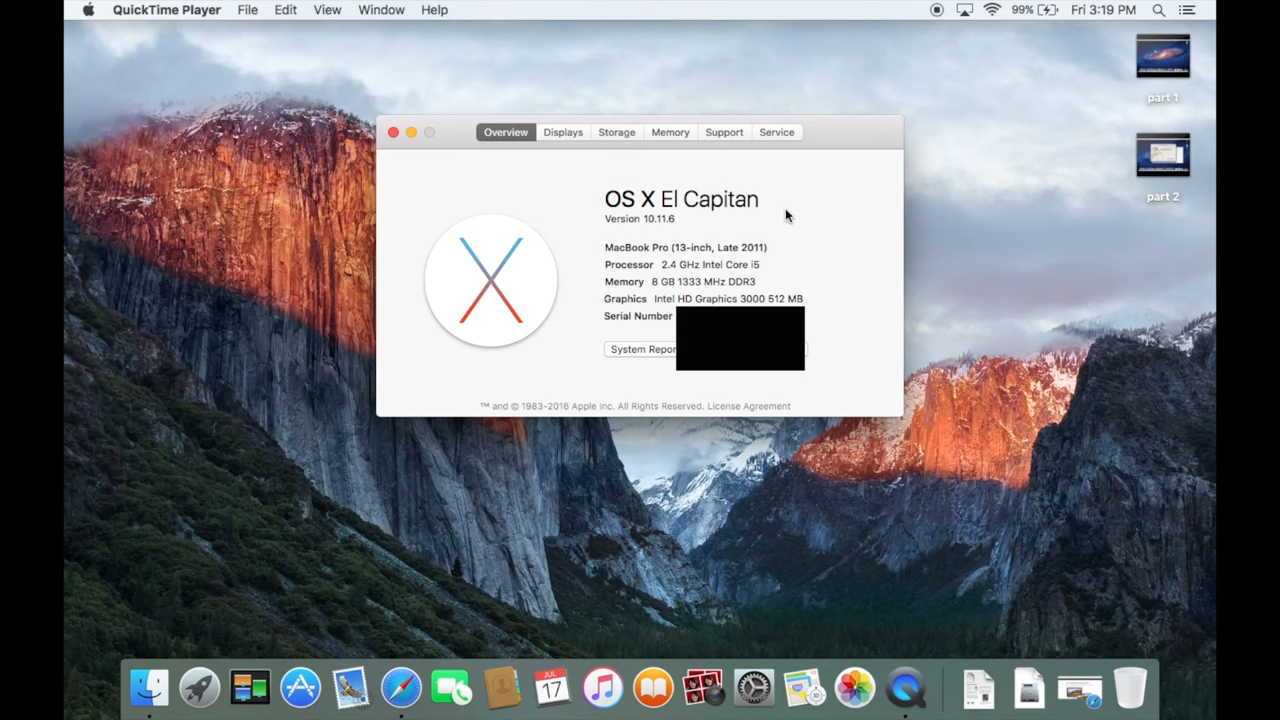 QuickTime Player File Edit View Window Help 99% Fri 3:19 PM
part 1
part 2
Overview Displays Storage Memory Support Service
OS X El Capitan
Version 10.11.6
MacBook Pro (13-inch, Late 2011)
Processor 2.4 GHz Intel Core i5
Memory 8 GB 1333 MHz DDR3
Graphics Intel HD Graphics 3000 512 MB
Serial Number
System Repor
™ and © 1983-2016 Apple Inc. All Rights Reserved. License Agreement
JUL
17